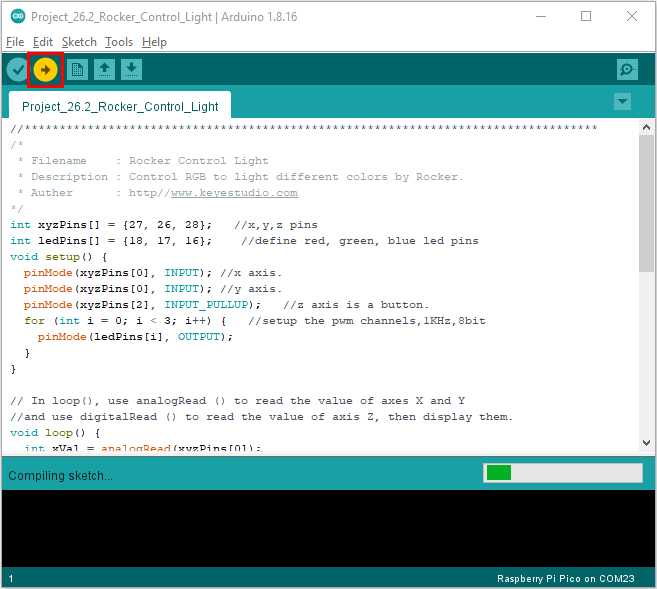 Project_26.2_Rocker_Control_Light | Arduino 1.8.16
File Edit Sketch Tools Help
Project_26.2_Rocker_Control_Light
//**********************************************************************************
/*
 * Filename    : Rocker Control Light
 * Description : Control RGB to light different colors by Rocker.
 * Auther      : http//www.keyestudio.com
*/
int xyzPins[] = {27, 26, 28};   //x,y,z pins
int ledPins[] = {18, 17, 16};    //define red, green, blue led pins
void setup() {
  pinMode(xyzPins[0], INPUT); //x axis.
  pinMode(xyzPins[0], INPUT); //y axis.
  pinMode(xyzPins[2], INPUT_PULLUP);   //z axis is a button.
  for (int i = 0; i < 3; i++) {   //setup the pwm channels,1KHz,8bit
    pinMode(ledPins[i], OUTPUT);
  }
}
// In loop(), use analogRead () to read the value of axes X and Y
//and use digitalRead () to read the value of axis Z, then display them.
void loop() {
  int xVal = analogRead(xyzPins[0]);
Compiling sketch...
1
Raspberry Pi Pico on COM23